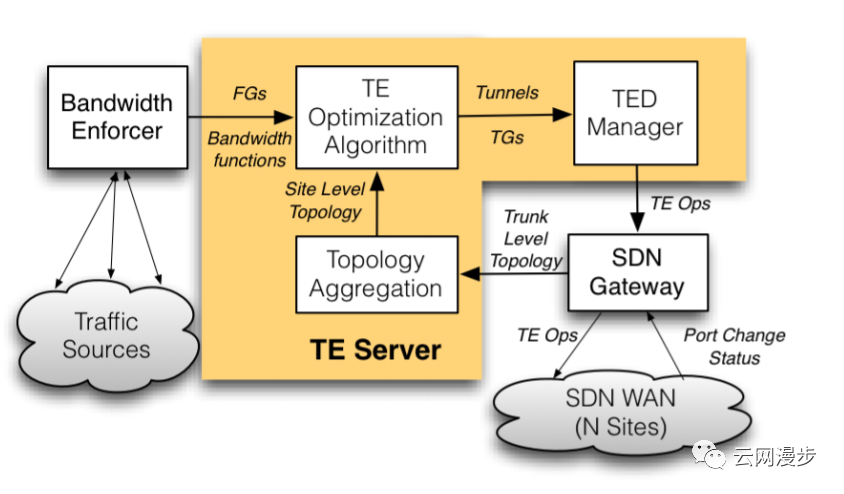 Bandwidth
Enforcer
FGs
Bandwidth
functions
TE
Optimization
Algorithm
Tunnels
TGs
TED
Manager
Site Level
Topology
TE Ops
Trunk
Level
Topology
Topology
Aggregation
SDN
Gateway
Traffic
Sources
TE Server
TE Ops
Port Change
Status
SDN WAN
(N Sites)
云网漫步